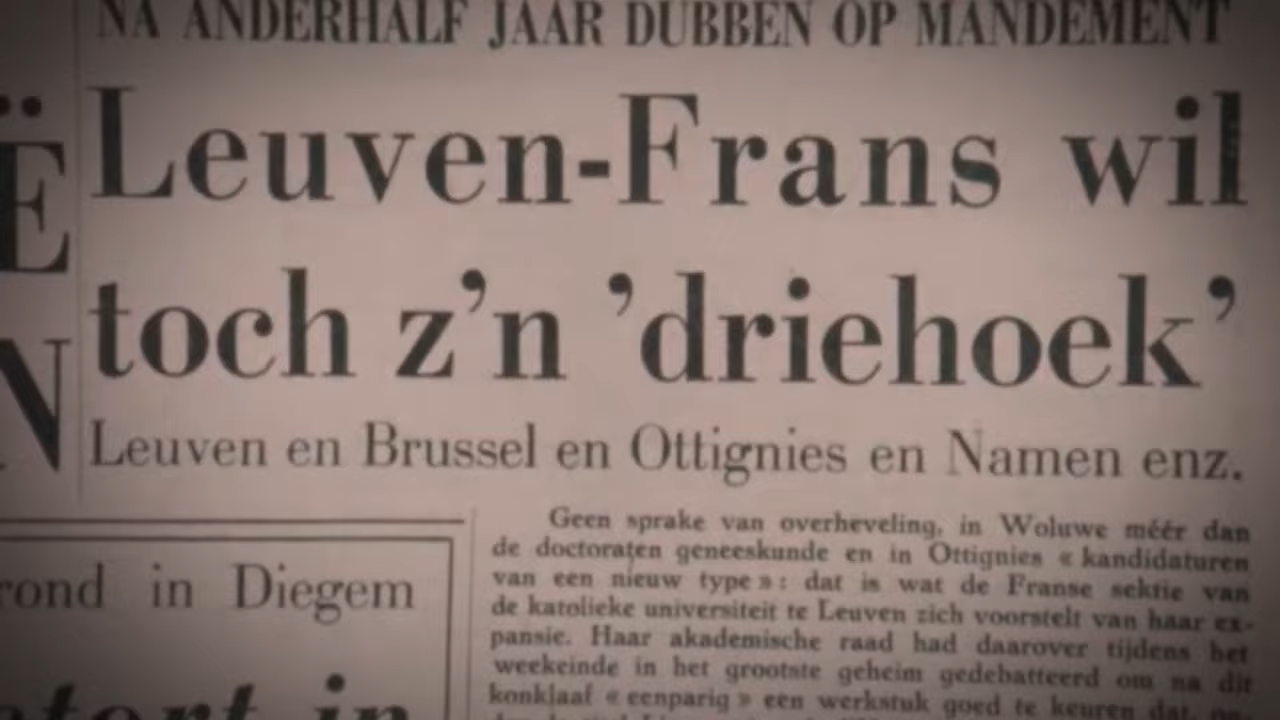 NA ANDERHALF JAAR DUBBEN OP MANDEMENT
Leuven-Frans wil
toch z'n 'driehoek'
Leuven en Brussel en Ottignies en Namen enz.
Ë
N
rond in Diegem
Geen sprake van overheveling, in Woluwe méér dan
de doctoraten geneeskunde en in Ottignies « kandidaturen
van een nieuw type » : dat is wat de Franse sektie van
de katolieke universiteit te Leuven zich voorstelt van haar ex-
pansie. Haar akademische raad had daarover tijdens het
weekeinde in het grootste geheim gedebatteerd om na dit
konklaaf « eenparig » een werkstuk goed te keuren dat
in